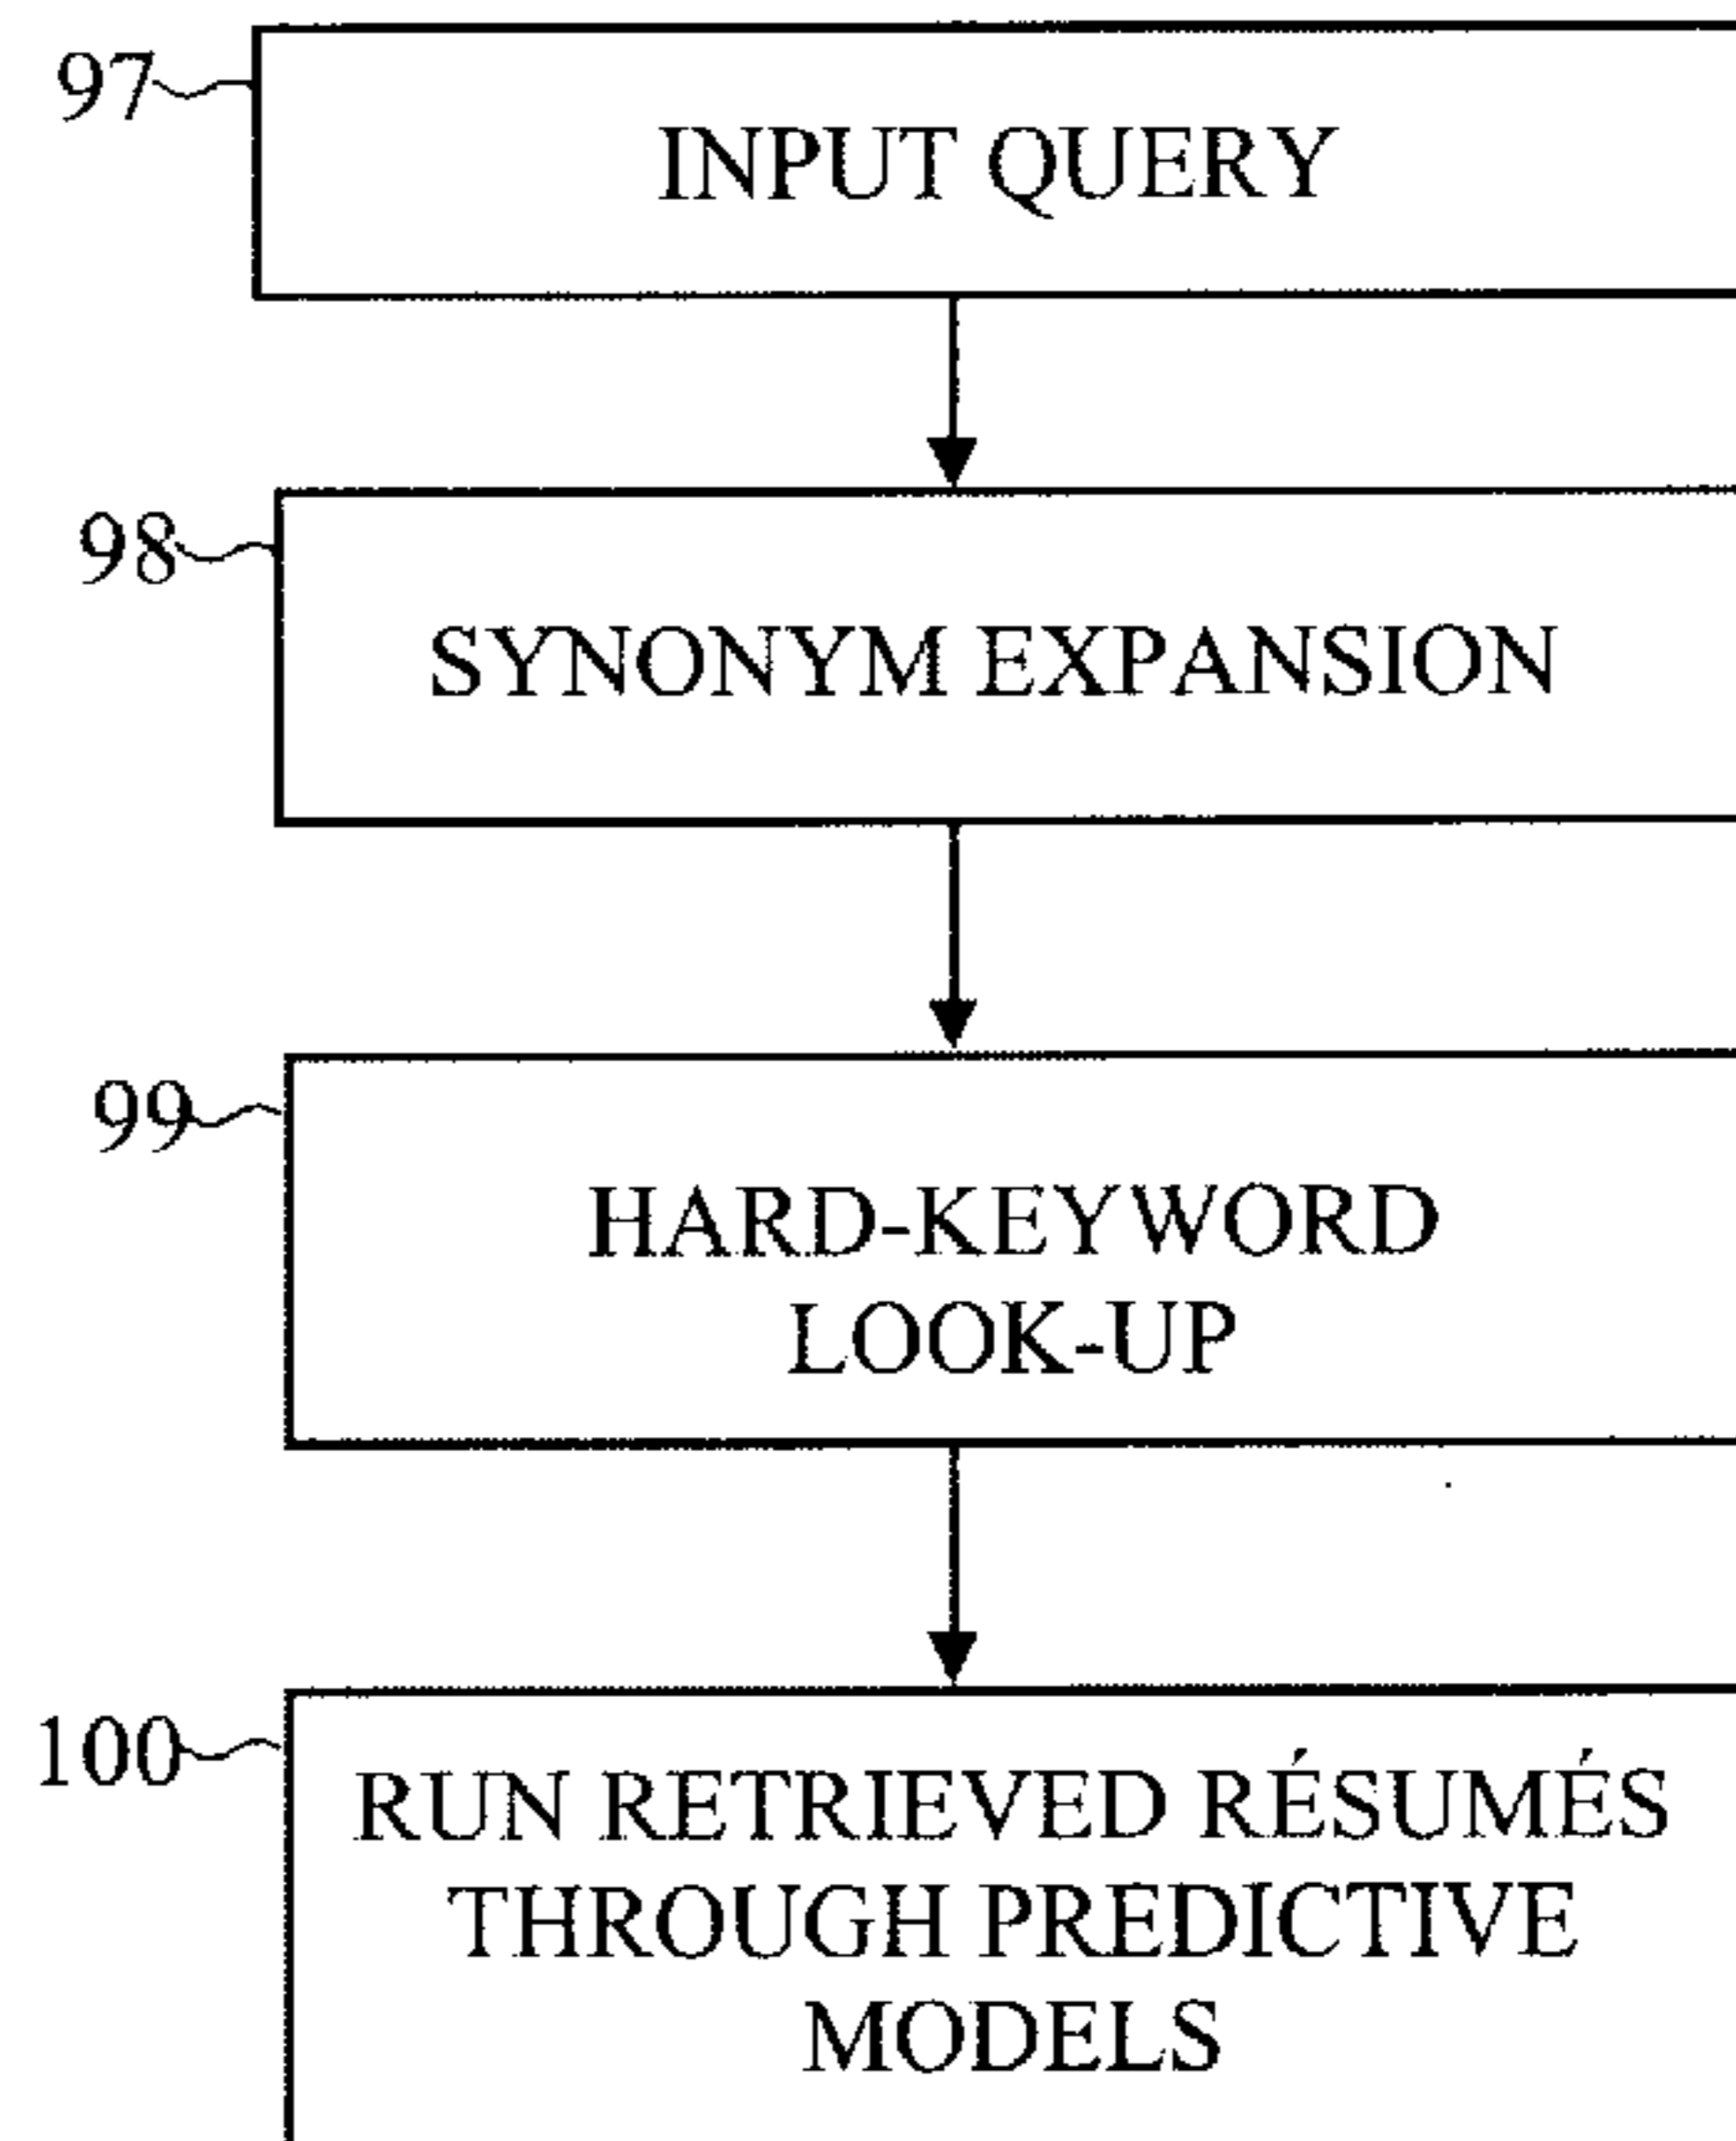 97
INPUT QUERY
98
SYNONYM EXPANSION
99
HARD-KEYWORD
LOOK-UP
100
RUN RETRIEVED RÉSUMÉS
THROUGH PREDICTIVE
MODELS